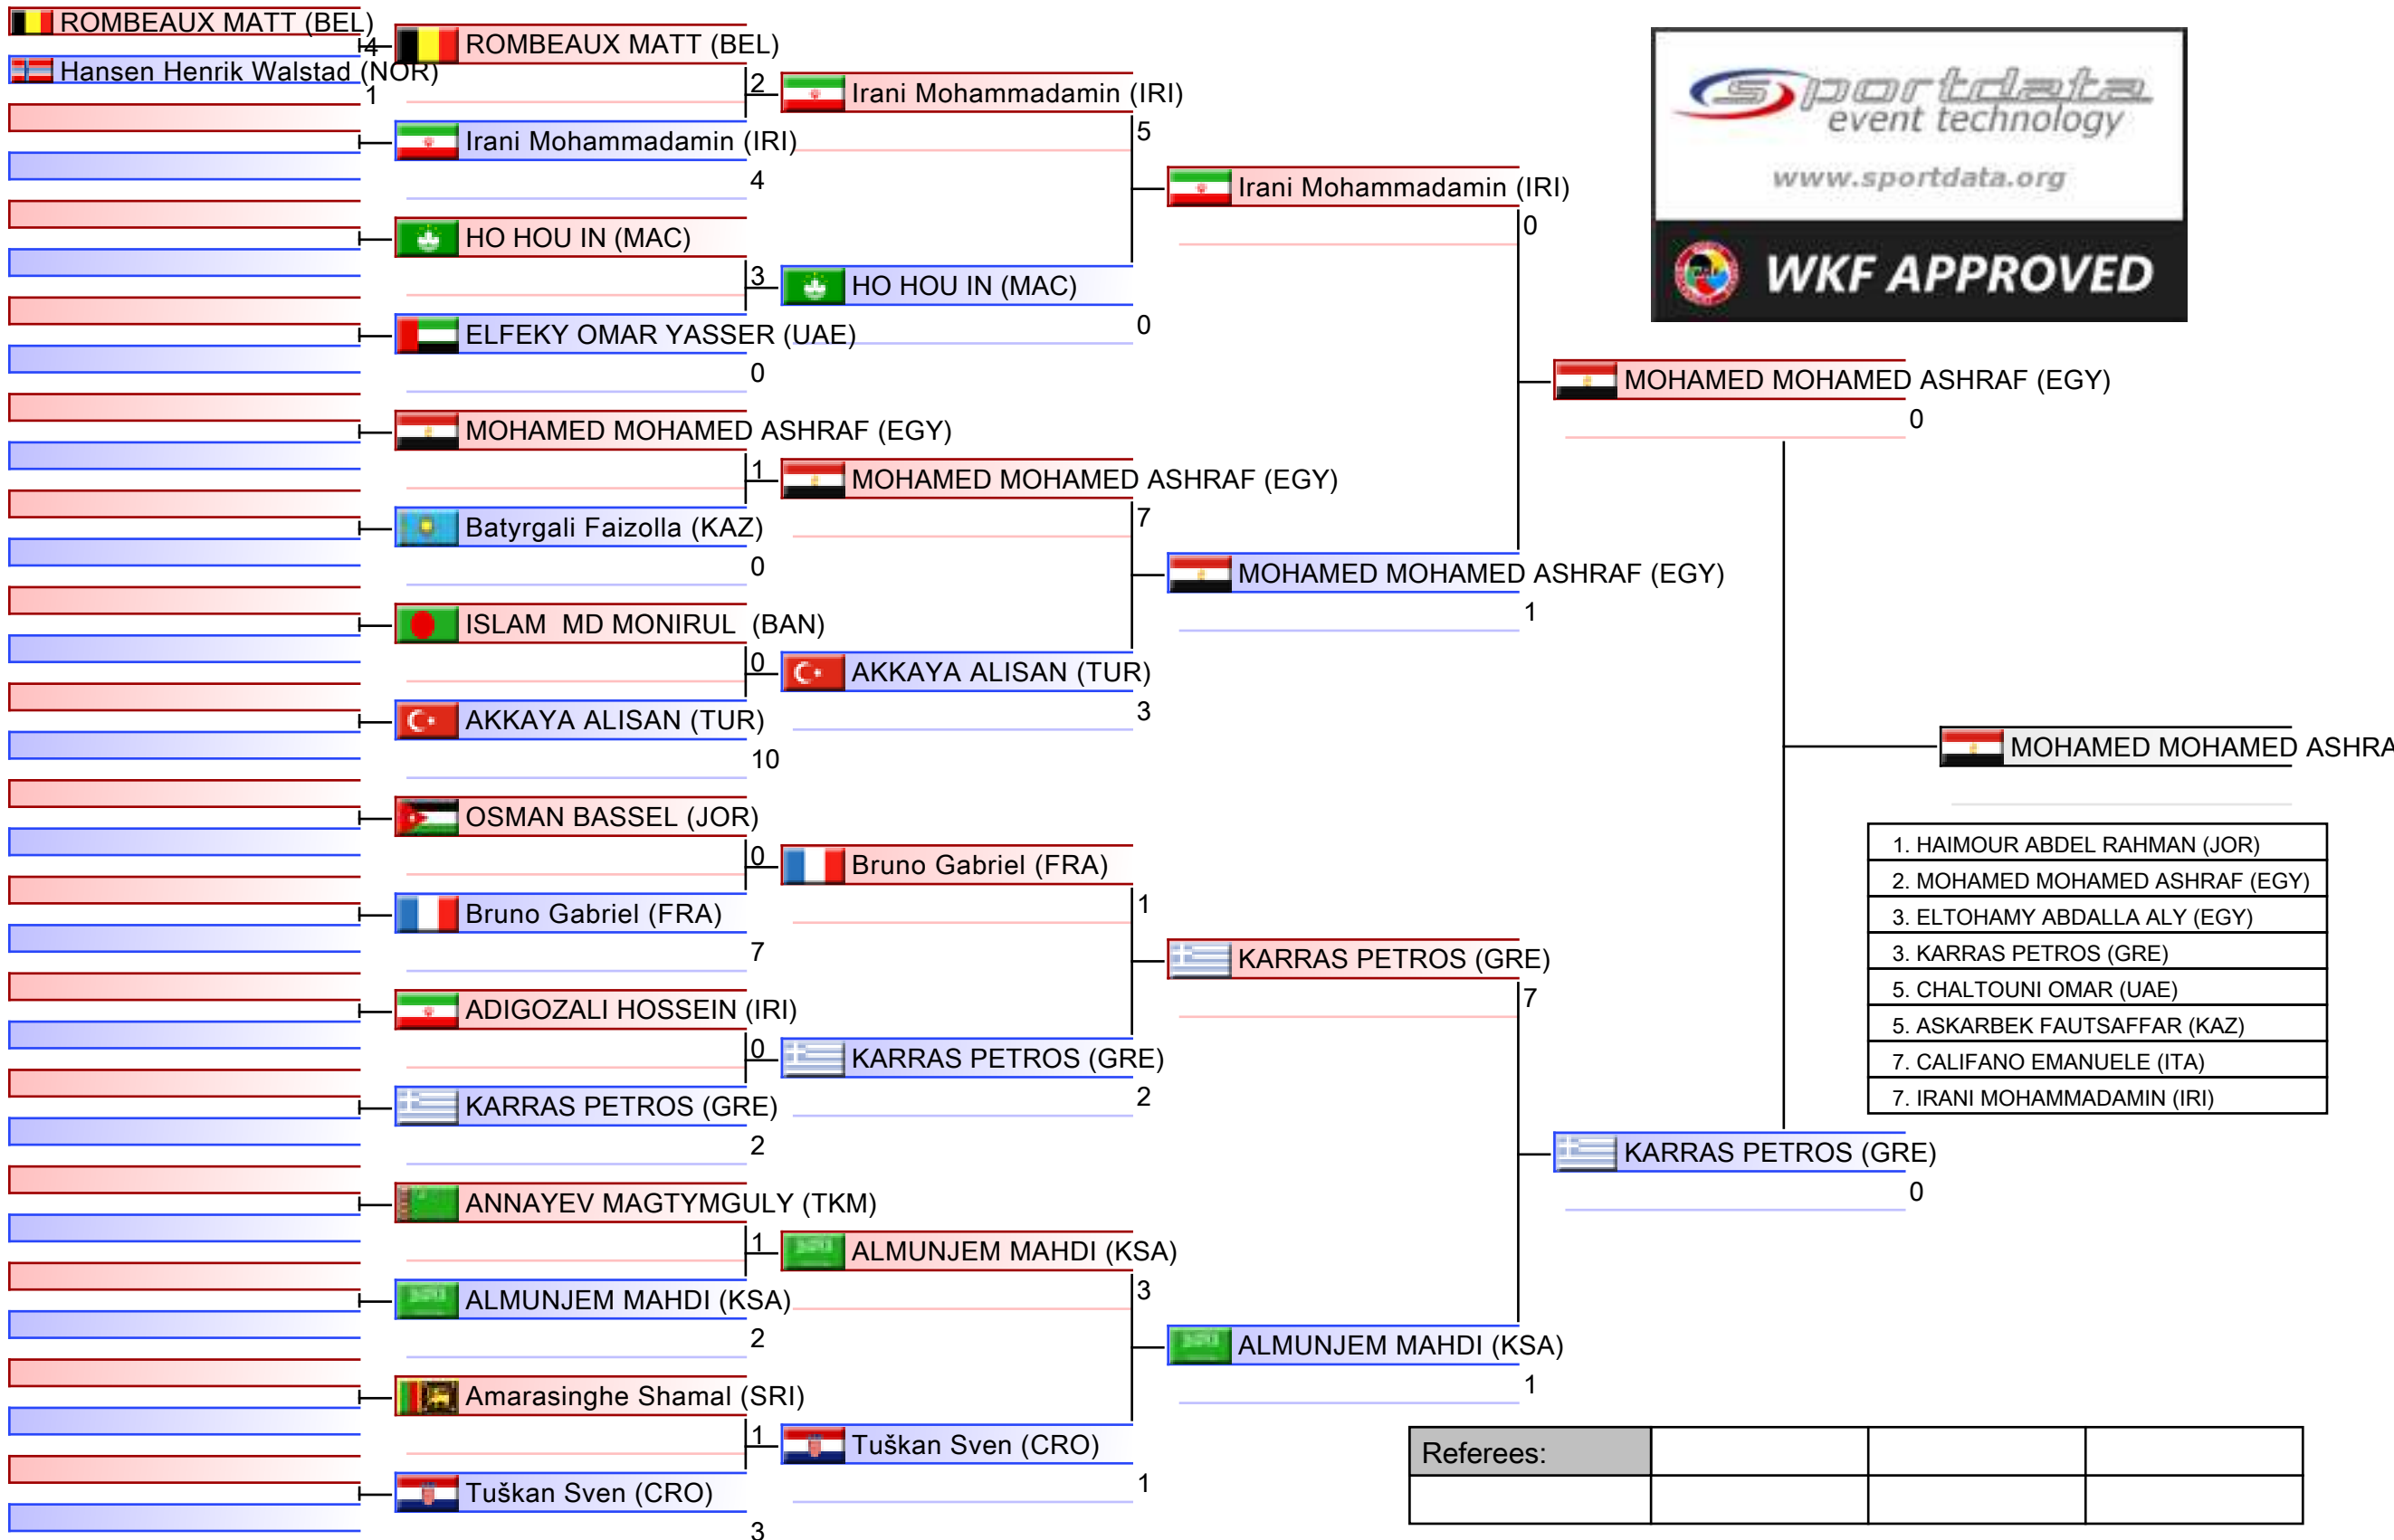 ROMBEAUX MATT (BEL)
4
Hansen Henrik Walstad (NOR)
1
ROMBEAUX MATT (BEL)
2
Irani Mohammadamin (IRI)
4
HO HOU IN (MAC)
3
ELFEKY OMAR YASSER (UAE)
0
MOHAMED MOHAMED ASHRAF (EGY)
1
Batyrgali Faizolla (KAZ)
0
ISLAM  MD MONIRUL  (BAN)
0
AKKAYA ALISAN (TUR)
10
OSMAN BASSEL (JOR)
0
Bruno Gabriel (FRA)
7
ADIGOZALI HOSSEIN (IRI)
0
KARRAS PETROS (GRE)
2
ANNAYEV MAGTYMGULY (TKM)
1
ALMUNJEM MAHDI (KSA)
2
Amarasinghe Shamal (SRI)
1
Tuškan Sven (CRO)
3
Irani Mohammadamin (IRI)
5
HO HOU IN (MAC)
0
MOHAMED MOHAMED ASHRAF (EGY)
7
AKKAYA ALISAN (TUR)
3
Bruno Gabriel (FRA)
1
KARRAS PETROS (GRE)
2
ALMUNJEM MAHDI (KSA)
3
Tuškan Sven (CRO)
1
Irani Mohammadamin (IRI)
0
MOHAMED MOHAMED ASHRAF (EGY)
1
KARRAS PETROS (GRE)
7
ALMUNJEM MAHDI (KSA)
1
MOHAMED MOHAMED ASHRAF (EGY)
0
KARRAS PETROS (GRE)
0
MOHAMED MOHAMED ASHRA
sportdata
event technology
www.sportdata.org
WKF APPROVED
1. HAIMOUR ABDEL RAHMAN (JOR)
2. MOHAMED MOHAMED ASHRAF (EGY)
3. ELTOHAMY ABDALLA ALY (EGY)
3. KARRAS PETROS (GRE)
5. CHALTOUNI OMAR (UAE)
5. ASKARBEK FAUTSAFFAR (KAZ)
7. CALIFANO EMANUELE (ITA)
7. IRANI MOHAMMADAMIN (IRI)
Referees: